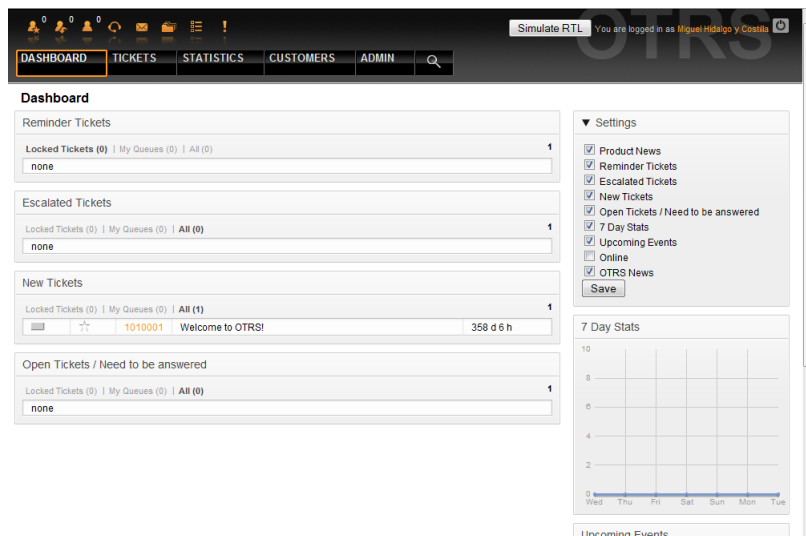 0 0 0
OTRS
Simulate RTL You are logged in as Miguel Hidalgo y Costilla
DASHBOARD TICKETS STATISTICS CUSTOMERS ADMIN
Dashboard
Reminder Tickets
Locked Tickets (0) | My Queues (0) | All (0) 1
none
Escalated Tickets
Locked Tickets (0) | My Queues (0) | All (0) 1
none
New Tickets
Locked Tickets (0) | My Queues (0) | All (1) 1
1010001 Welcome to OTRS! 358 d 6 h
Open Tickets / Need to be answered
Locked Tickets (0) | My Queues (0) | All (0) 1
none
▼ Settings
Product News
Reminder Tickets
Escalated Tickets
New Tickets
Open Tickets / Need to be answered
7 Day Stats
Upcoming Events
Online
OTRS News
Save
7 Day Stats
10
8
6
4
2
0
Wed Thu Fri Sat Sun Mon Tue
Upcoming Events